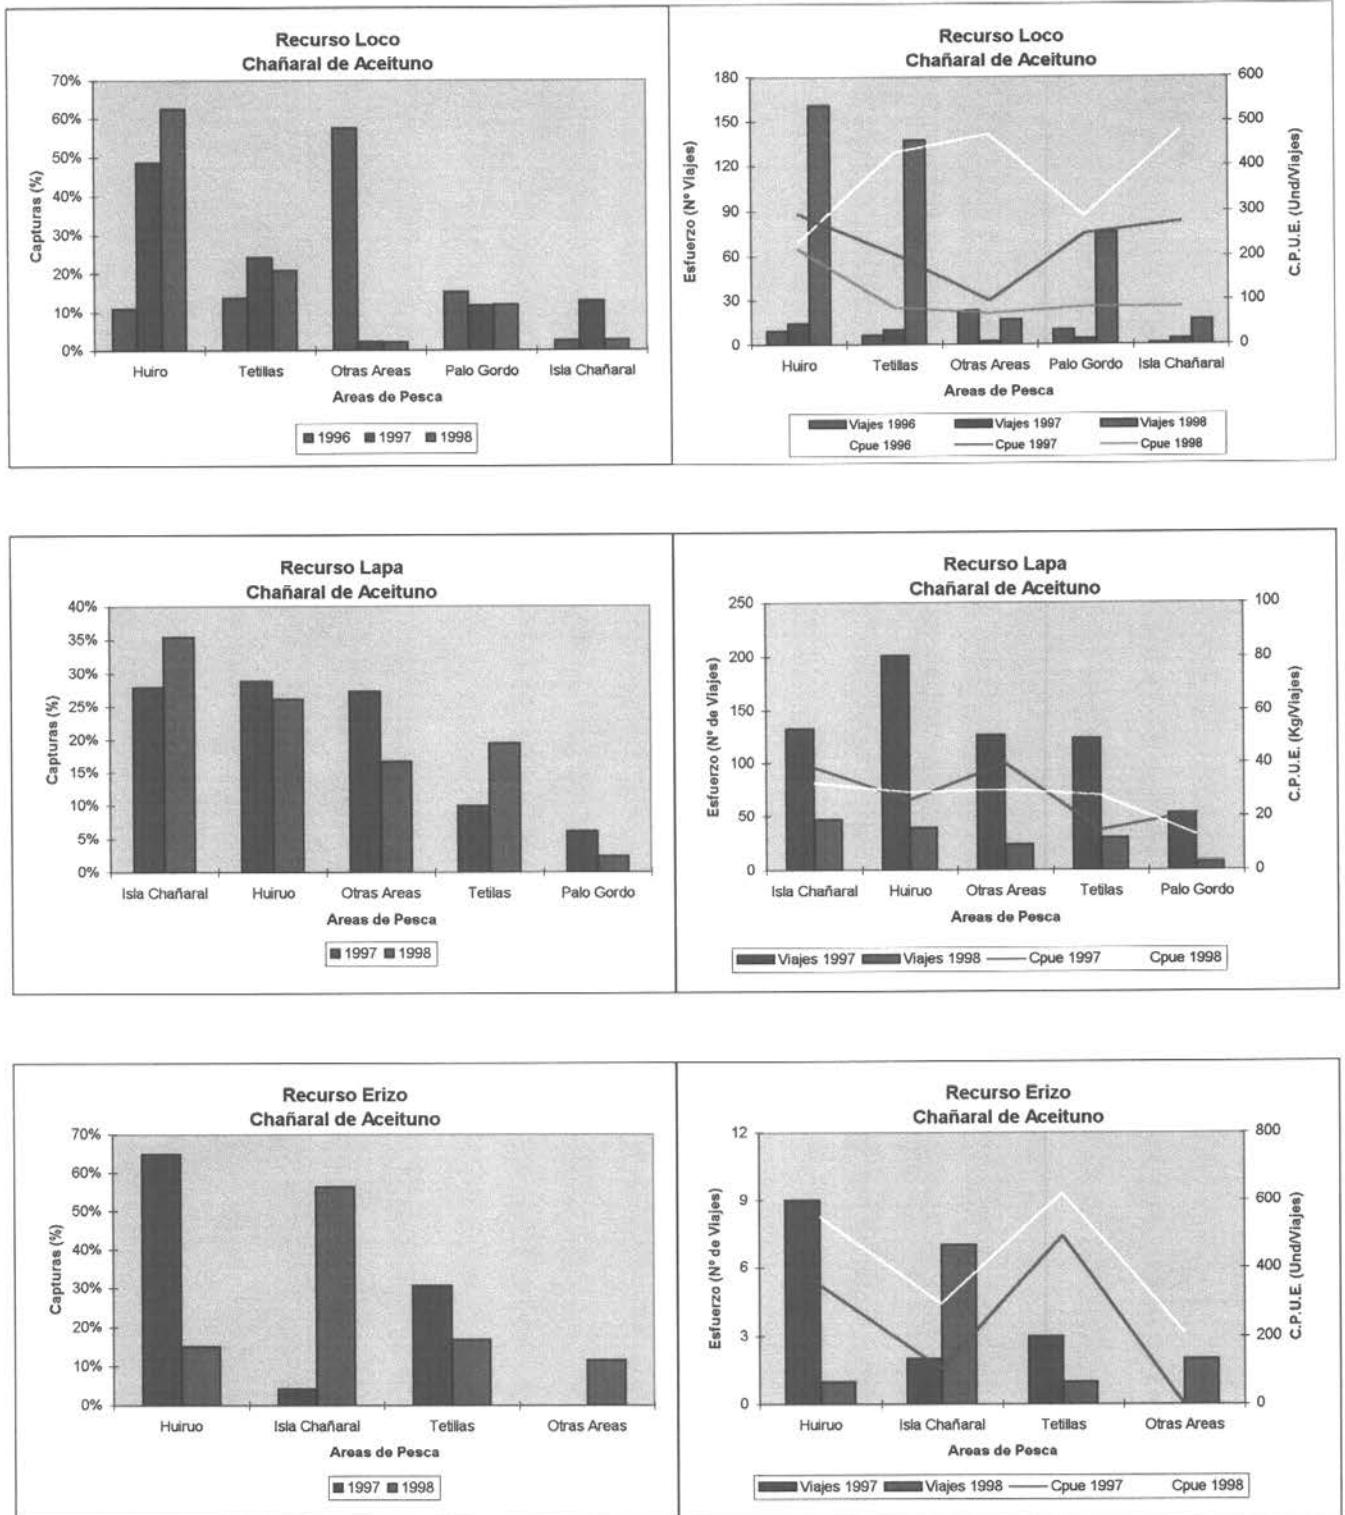 Recurso Loco
Chañaral de Aceituno
Capturas (%)
70%
60%
50%
40%
30%
20%
10%
0%
Huiro Tetillas Otras Areas Palo Gordo Isla Chañaral
Areas de Pesca
1996 1997 1998
Recurso Loco
Chañaral de Aceituno
Esfuerzo (Nº Viajes)
180
150
120
90
60
30
0
600
500
400
300
200
100
0
C.P.U.E. (Und/Viajes)
Huiro Tetillas Otras Areas Palo Gordo Isla Chañaral
Areas de Pesca
Viajes 1996 Viajes 1997 Viajes 1998
Cpue 1996 Cpue 1997 Cpue 1998
Recurso Lapa
Chañaral de Aceituno
Capturas (%)
40%
35%
30%
25%
20%
15%
10%
5%
0%
Isla Chañaral Huiruo Otras Areas Tetilas Palo Gordo
Areas de Pesca
1997 1998
Recurso Lapa
Chañaral de Aceituno
Esfuerzo (Nº de Viajes)
250
200
150
100
50
0
100
80
60
40
20
0
C.P.U.E. (Kg/Viajes)
Isla Chañaral Huiruo Otras Areas Tetilas Palo Gordo
Areas de Pesca
Viajes 1997 Viajes 1998 Cpue 1997 Cpue 1998
Recurso Erizo
Chañaral de Aceituno
Capturas (%)
70%
60%
50%
40%
30%
20%
10%
0%
Huiruo Isla Chañaral Tetillas Otras Areas
Areas de Pesca
1997 1998
Recurso Erizo
Chañaral de Aceituno
Esfuerzo (Nº de Viajes)
12
9
6
3
0
800
600
400
200
0
C.P.U.E. (Und/Viajes)
Huiruo Isla Chañaral Tetillas Otras Areas
Areas de Pesca
Viajes 1997 Viajes 1998 Cpue 1997 Cpue 1998